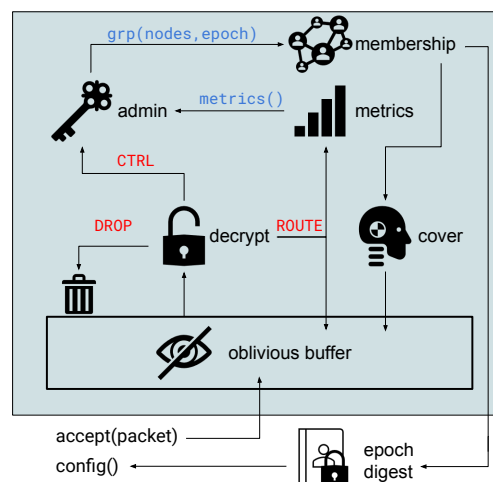 grp(nodes,epoch)
membership
metrics()
admin
metrics
CTRL
DROP
decrypt
ROUTE
cover
oblivious buffer
accept(packet)
config()
epoch
digest